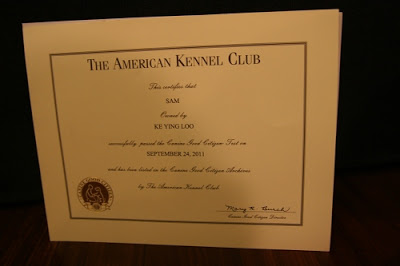 THE AMERICAN KENNEL CLUB
This certifies that
SAM
Owned by
KE YING LOO
successfully passed the Canine Good Citizen Test on
SEPTEMBER 24, 2011
and has been listed in the Canine Good Citizen Archives
by The American Kennel Club.
Canine Good Citizen Director